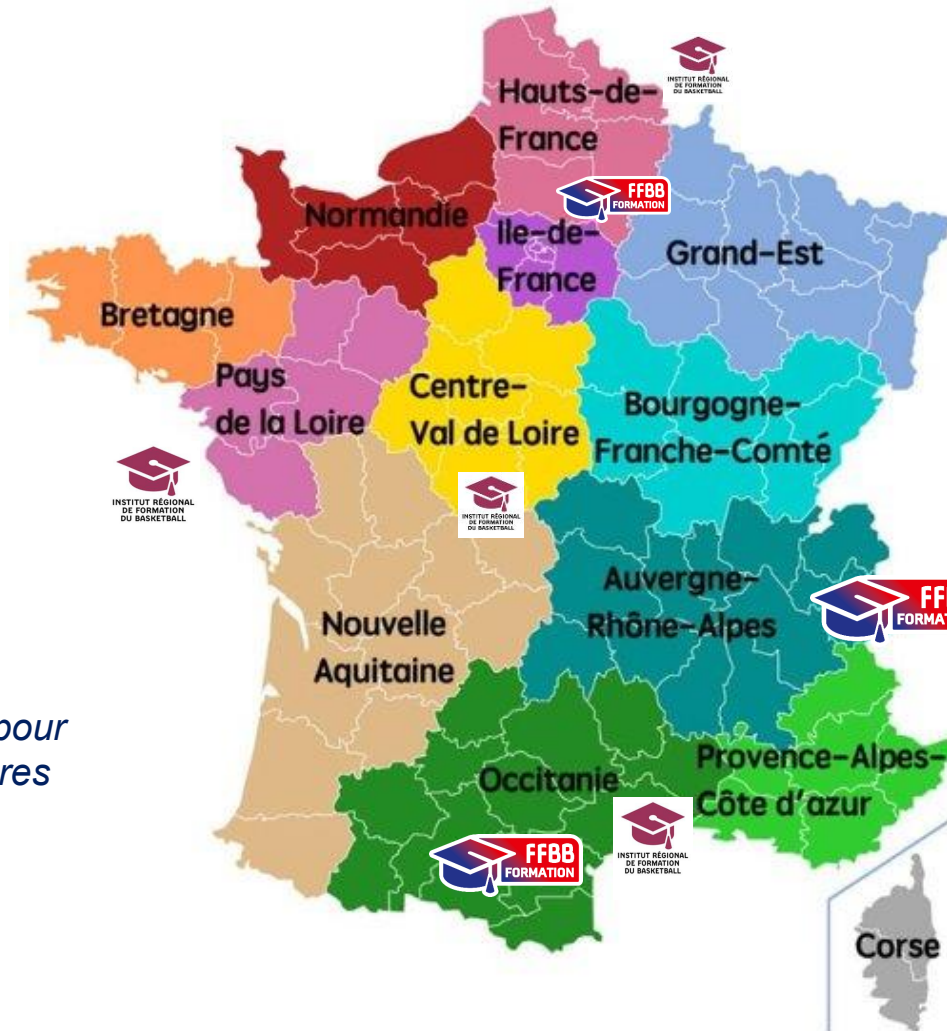 INSTITUT RÉGIONAL
DE FORMATION
DU BASKETBALL
Hauts-de-
France
FFBB
FORMATION
Normandie
Ile-de-
France
Grand-Est
Bretagne
Pays
de la Loire
Centre-
Val de Loire
Bourgogne-
Franche-Comté
INSTITUT RÉGIONAL
DE FORMATION
DU BASKETBALL
INSTITUT RÉGIONAL
DE FORMATION
DU BASKETBALL
Auvergne-
Rhône-Alpes
FF
FORMAT
Nouvelle
Aquitaine
pour
res
Occitanie
Provence-Alpes-
Côte d'azur
INSTITUT RÉGIONAL
DE FORMATION
DU BASKETBALL
FFBB
FORMATION
Corse